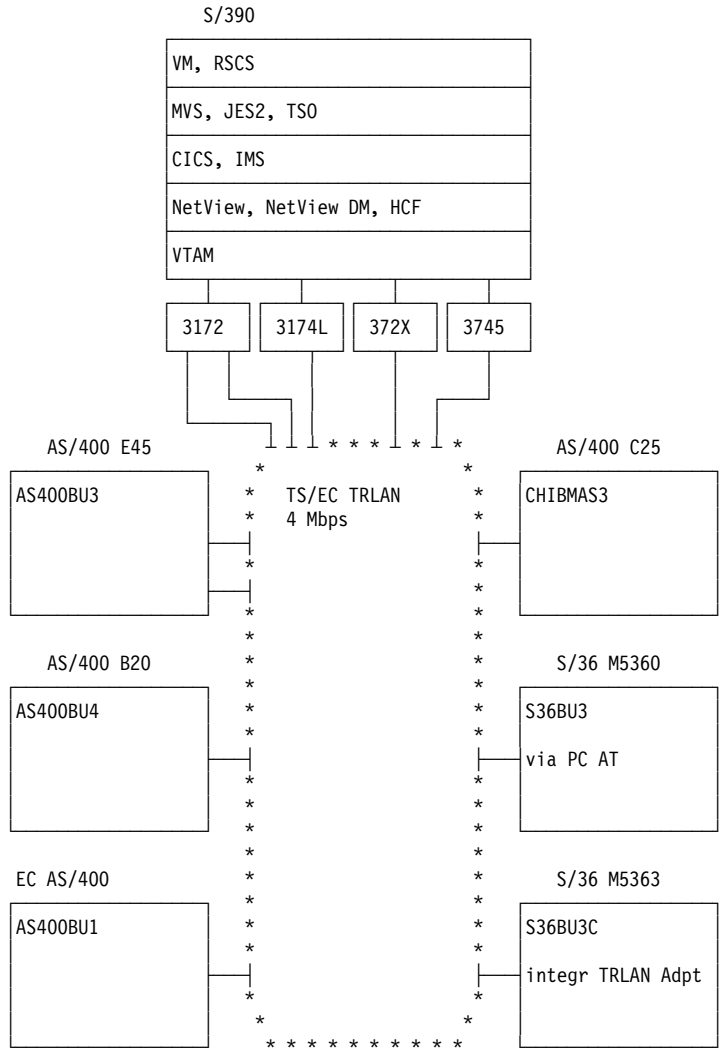 S/390
VM, RSCS
MVS, JES2, TSO
CICS, IMS
NetView, NetView DM, HCF
VTAM
3172 3174L 372X 3745
AS/400 E45
AS400BU3
TS/EC TRLAN
4 Mbps
AS/400 C25
CHIBMAS3
AS/400 B20
AS400BU4
S/36 M5360
S36BU3
via PC AT
EC AS/400
AS400BU1
S/36 M5363
S36BU3C
integr TRLAN Adpt